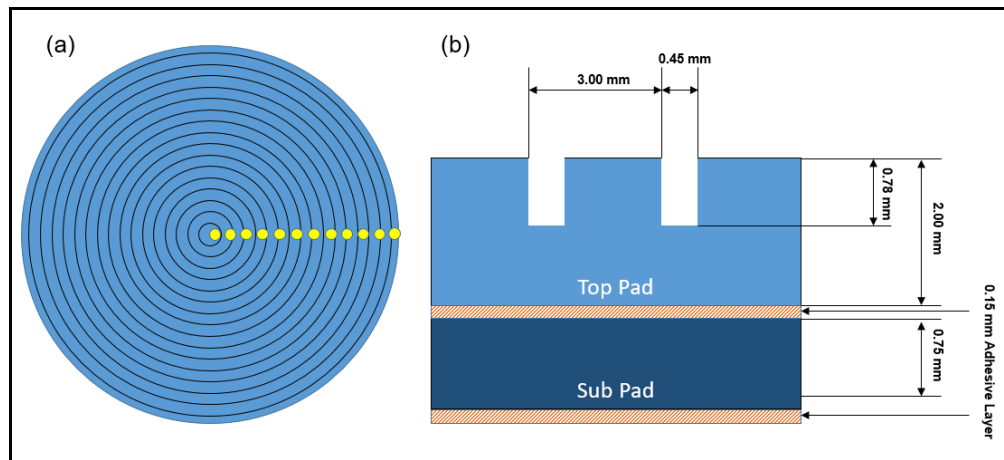 (a)
(b)
0.45 mm
3.00 mm
0.78 mm
2.00 mm
Top Pad
0.15 mm Adhesive Layer
0.75 mm
Sub Pad